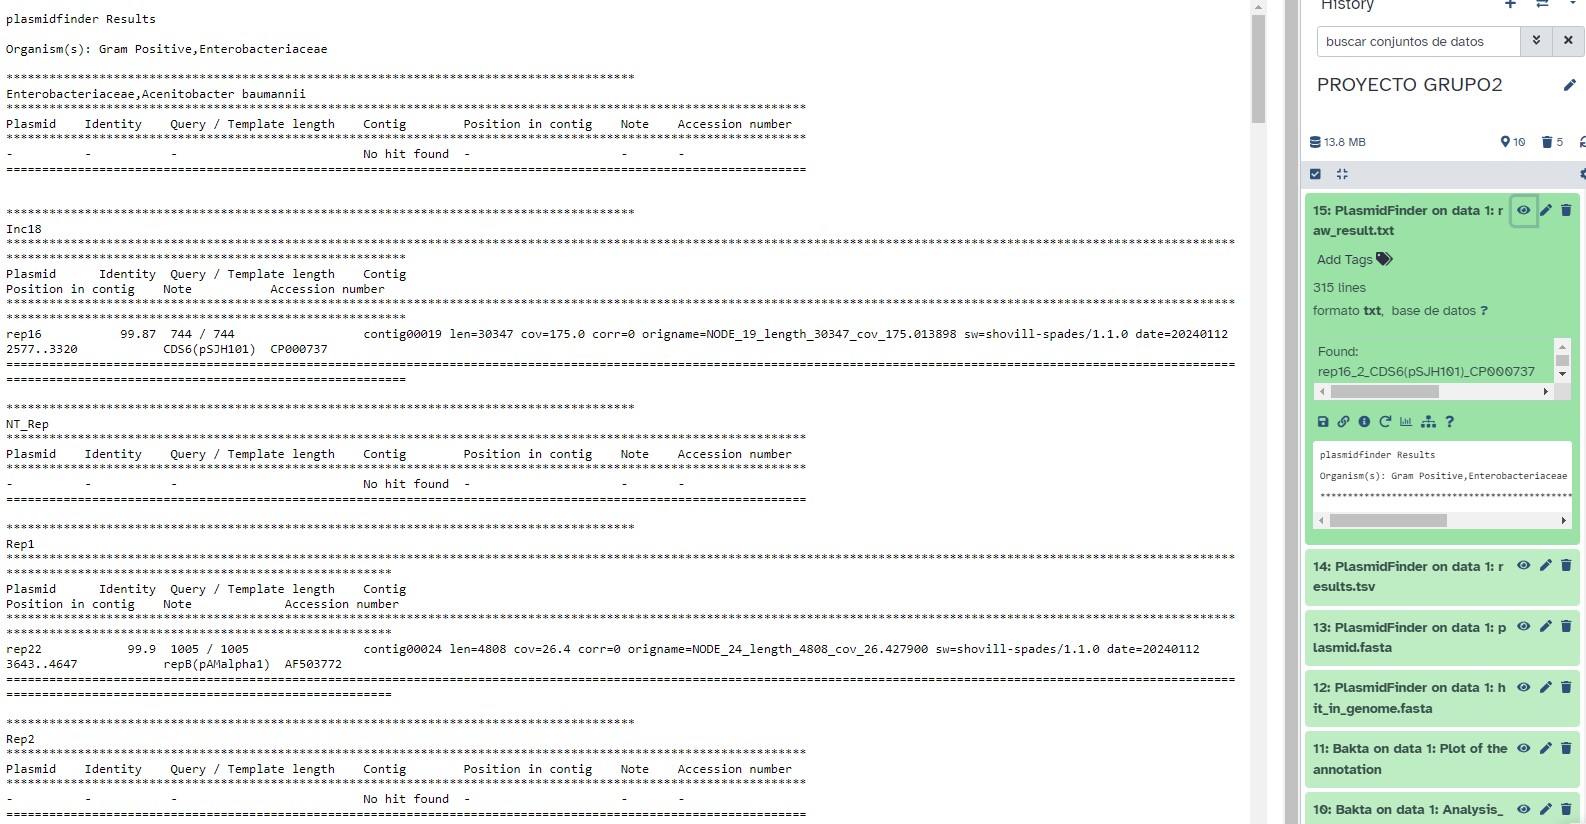 plasmidfinder Results
Organism(s): Gram Positive,Enterobacteriaceae
*****************************************************************************************
Enterobacteriaceae,Acenitobacter baumannii
*****************************************************************************************
Plasmid Identity Query / Template length Contig Position in contig Note Accession number
*****************************************************************************************
- - - No hit found - - -
=========================================================================================
*****************************************************************************************
Inc18
*****************************************************************************************
*********************************************************
Plasmid Identity Query / Template length Contig
Position in contig Note Accession number
*****************************************************************************************
*********************************************************
rep16 99.87 744 / 744 contig00019 len=30347 cov=175.0 corr=0 origname=NODE_19_length_30347_cov_175.013898 sw=shovill-spades/1.1.0 date=20240112
2577..3320 CDS6(pSJH101) CP000737
=========================================================================================
=========================================================
*****************************************************************************************
NT_Rep
*****************************************************************************************
Plasmid Identity Query / Template length Contig Position in contig Note Accession number
*****************************************************************************************
- - - No hit found - - -
=========================================================================================
*****************************************************************************************
Rep1
*****************************************************************************************
*******************************************************
Plasmid Identity Query / Template length Contig
Position in contig Note Accession number
*****************************************************************************************
*******************************************************
rep22 99.9 1005 / 1005 contig00024 len=4808 cov=26.4 corr=0 origname=NODE_24_length_4808_cov_26.427900 sw=shovill-spades/1.1.0 date=20240112
3643..4647 repB(pAMalpha1) AF503772
=========================================================================================
=======================================================
*****************************************************************************************
Rep2
*****************************************************************************************
Plasmid Identity Query / Template length Contig Position in contig Note Accession number
*****************************************************************************************
- - - No hit found - - -
=========================================================================================
History
buscar conjuntos de datos
PROYECTO GRUPO2
13.8 MB 10 5
15: PlasmidFinder on data 1: r
aw_result.txt
Add Tags
315 lines
formato txt, base de datos ?
Found:
rep16_2_CDS6(pSJH101)_CP000737
plasmidfinder Results
Organism(s): Gram Positive,Enterobacteriaceae
**********************************************
14: PlasmidFinder on data 1: r
esults.tsv
13: PlasmidFinder on data 1: p
lasmid.fasta
12: PlasmidFinder on data 1: h
it_in_genome.fasta
11: Bakta on data 1: Plot of the
annotation
10: Bakta on data 1: Analysis_